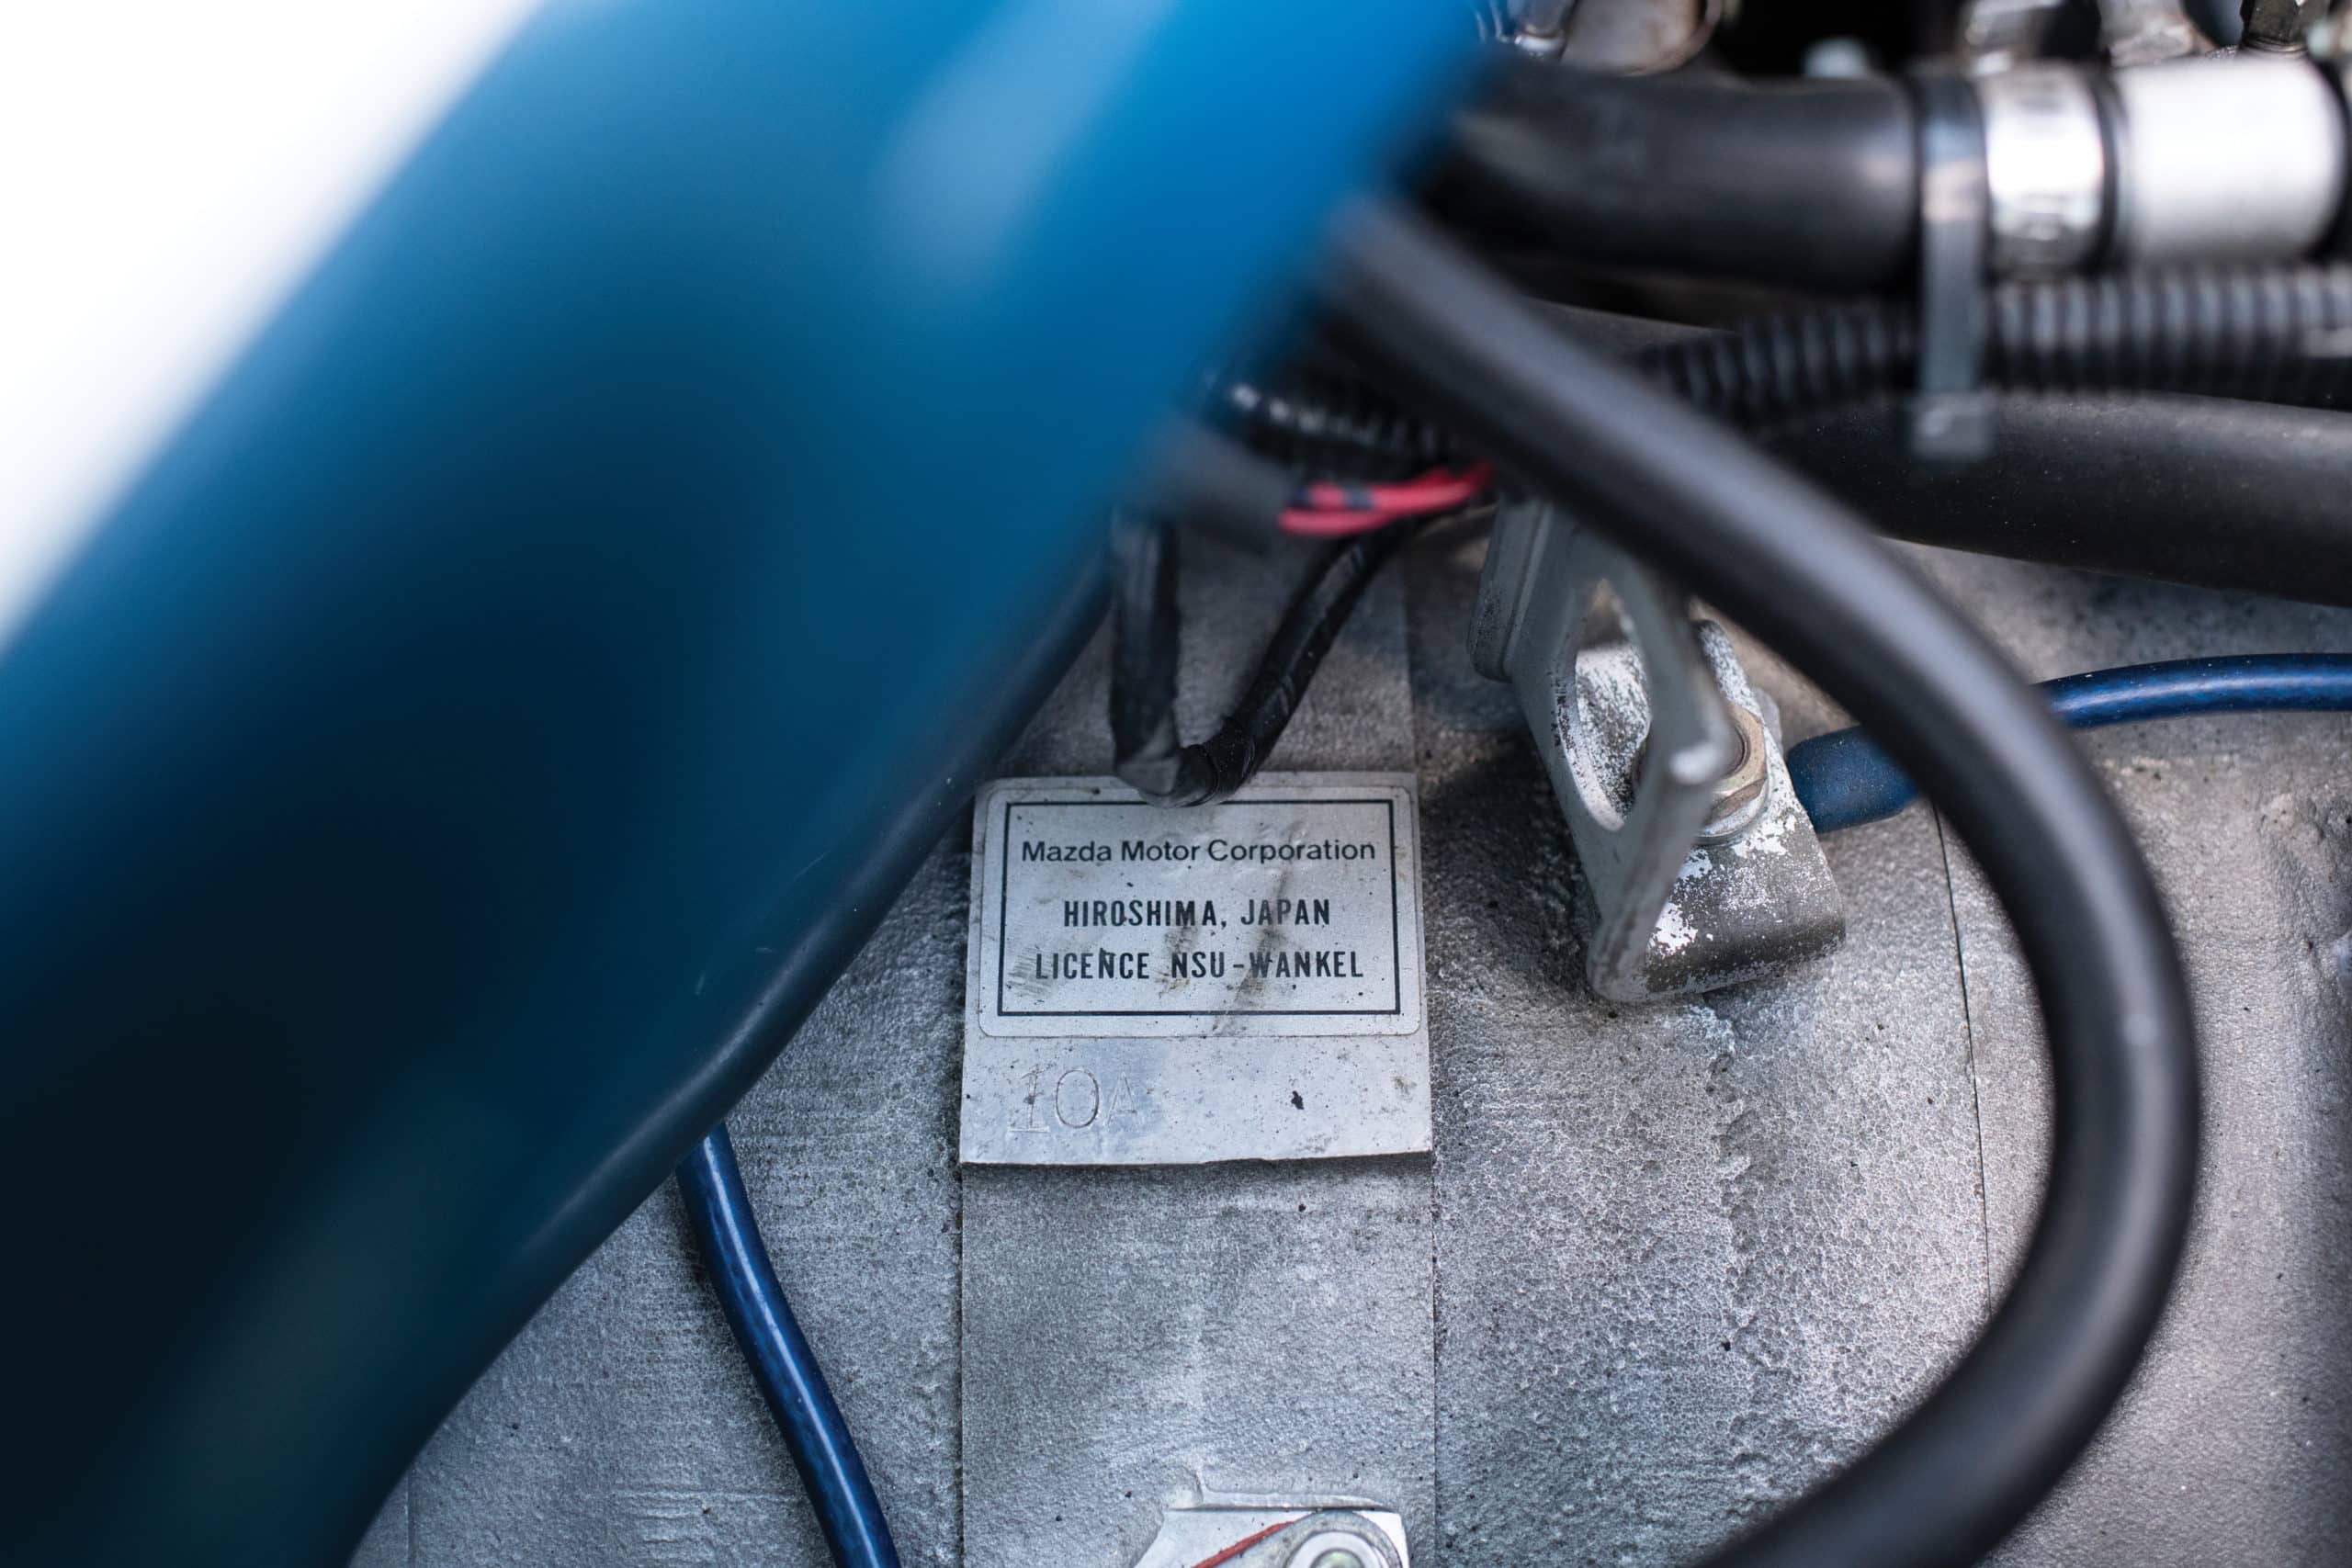 Mazda Motor Corporation
HIROSHIMA, JAPAN
LICENCE NSU-WANKEL
10A